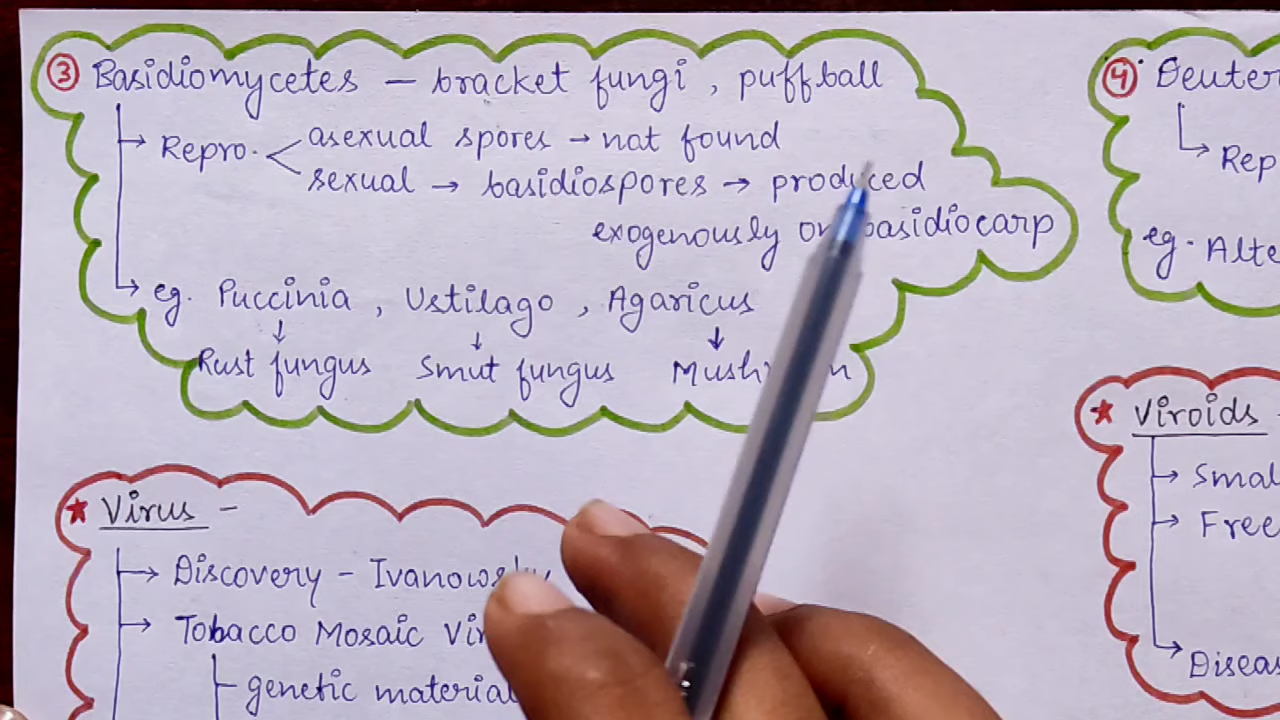 ③ Basidiomycetes — bracket fungi, puffball
Repro.
asexual spores → not found
sexual → basidiospores → produced
exogenously on basidiocarp
eg. Puccinia, Ustilago, Agaricus
Rust fungus Smut fungus
④ Deuter
Rep
eg. Alte
★ Virus -
Discovery - Ivanowsky
Tobacco Mosaic Vir
genetic material
★ Viroids -
Smal
Free
Diseas